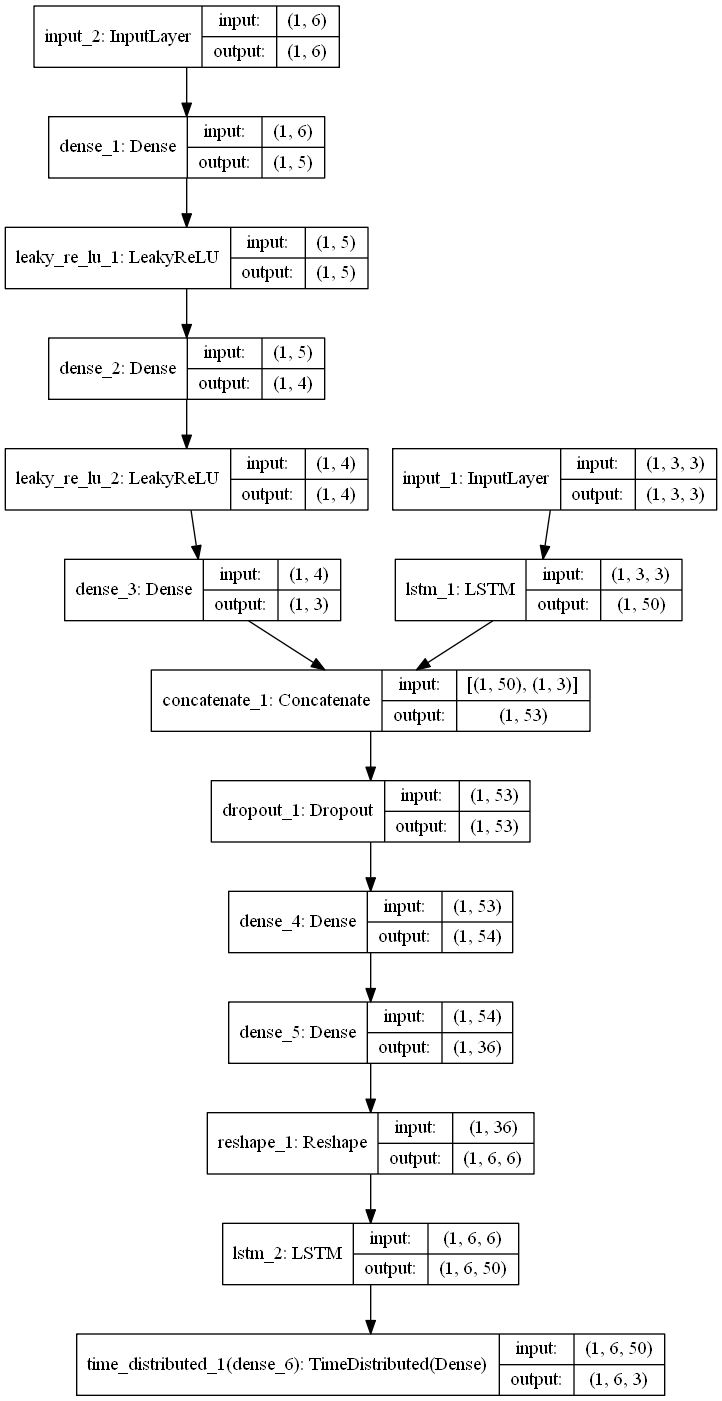 input_2: InputLayer
input: (1, 6)
output: (1, 6)
dense_1: Dense
input: (1, 6)
output: (1, 5)
leaky_re_lu_1: LeakyReLU
input: (1, 5)
output: (1, 5)
dense_2: Dense
input: (1, 5)
output: (1, 4)
leaky_re_lu_2: LeakyReLU
input: (1, 4)
output: (1, 4)
input_1: InputLayer
input: (1, 3, 3)
output: (1, 3, 3)
dense_3: Dense
input: (1, 4)
output: (1, 3)
lstm_1: LSTM
input: (1, 3, 3)
output: (1, 50)
concatenate_1: Concatenate
input: [(1, 50), (1, 3)]
output: (1, 53)
dropout_1: Dropout
input: (1, 53)
output: (1, 53)
dense_4: Dense
input: (1, 53)
output: (1, 54)
dense_5: Dense
input: (1, 54)
output: (1, 36)
reshape_1: Reshape
input: (1, 36)
output: (1, 6, 6)
lstm_2: LSTM
input: (1, 6, 6)
output: (1, 6, 50)
time_distributed_1(dense_6): TimeDistributed(Dense)
input: (1, 6, 50)
output: (1, 6, 3)